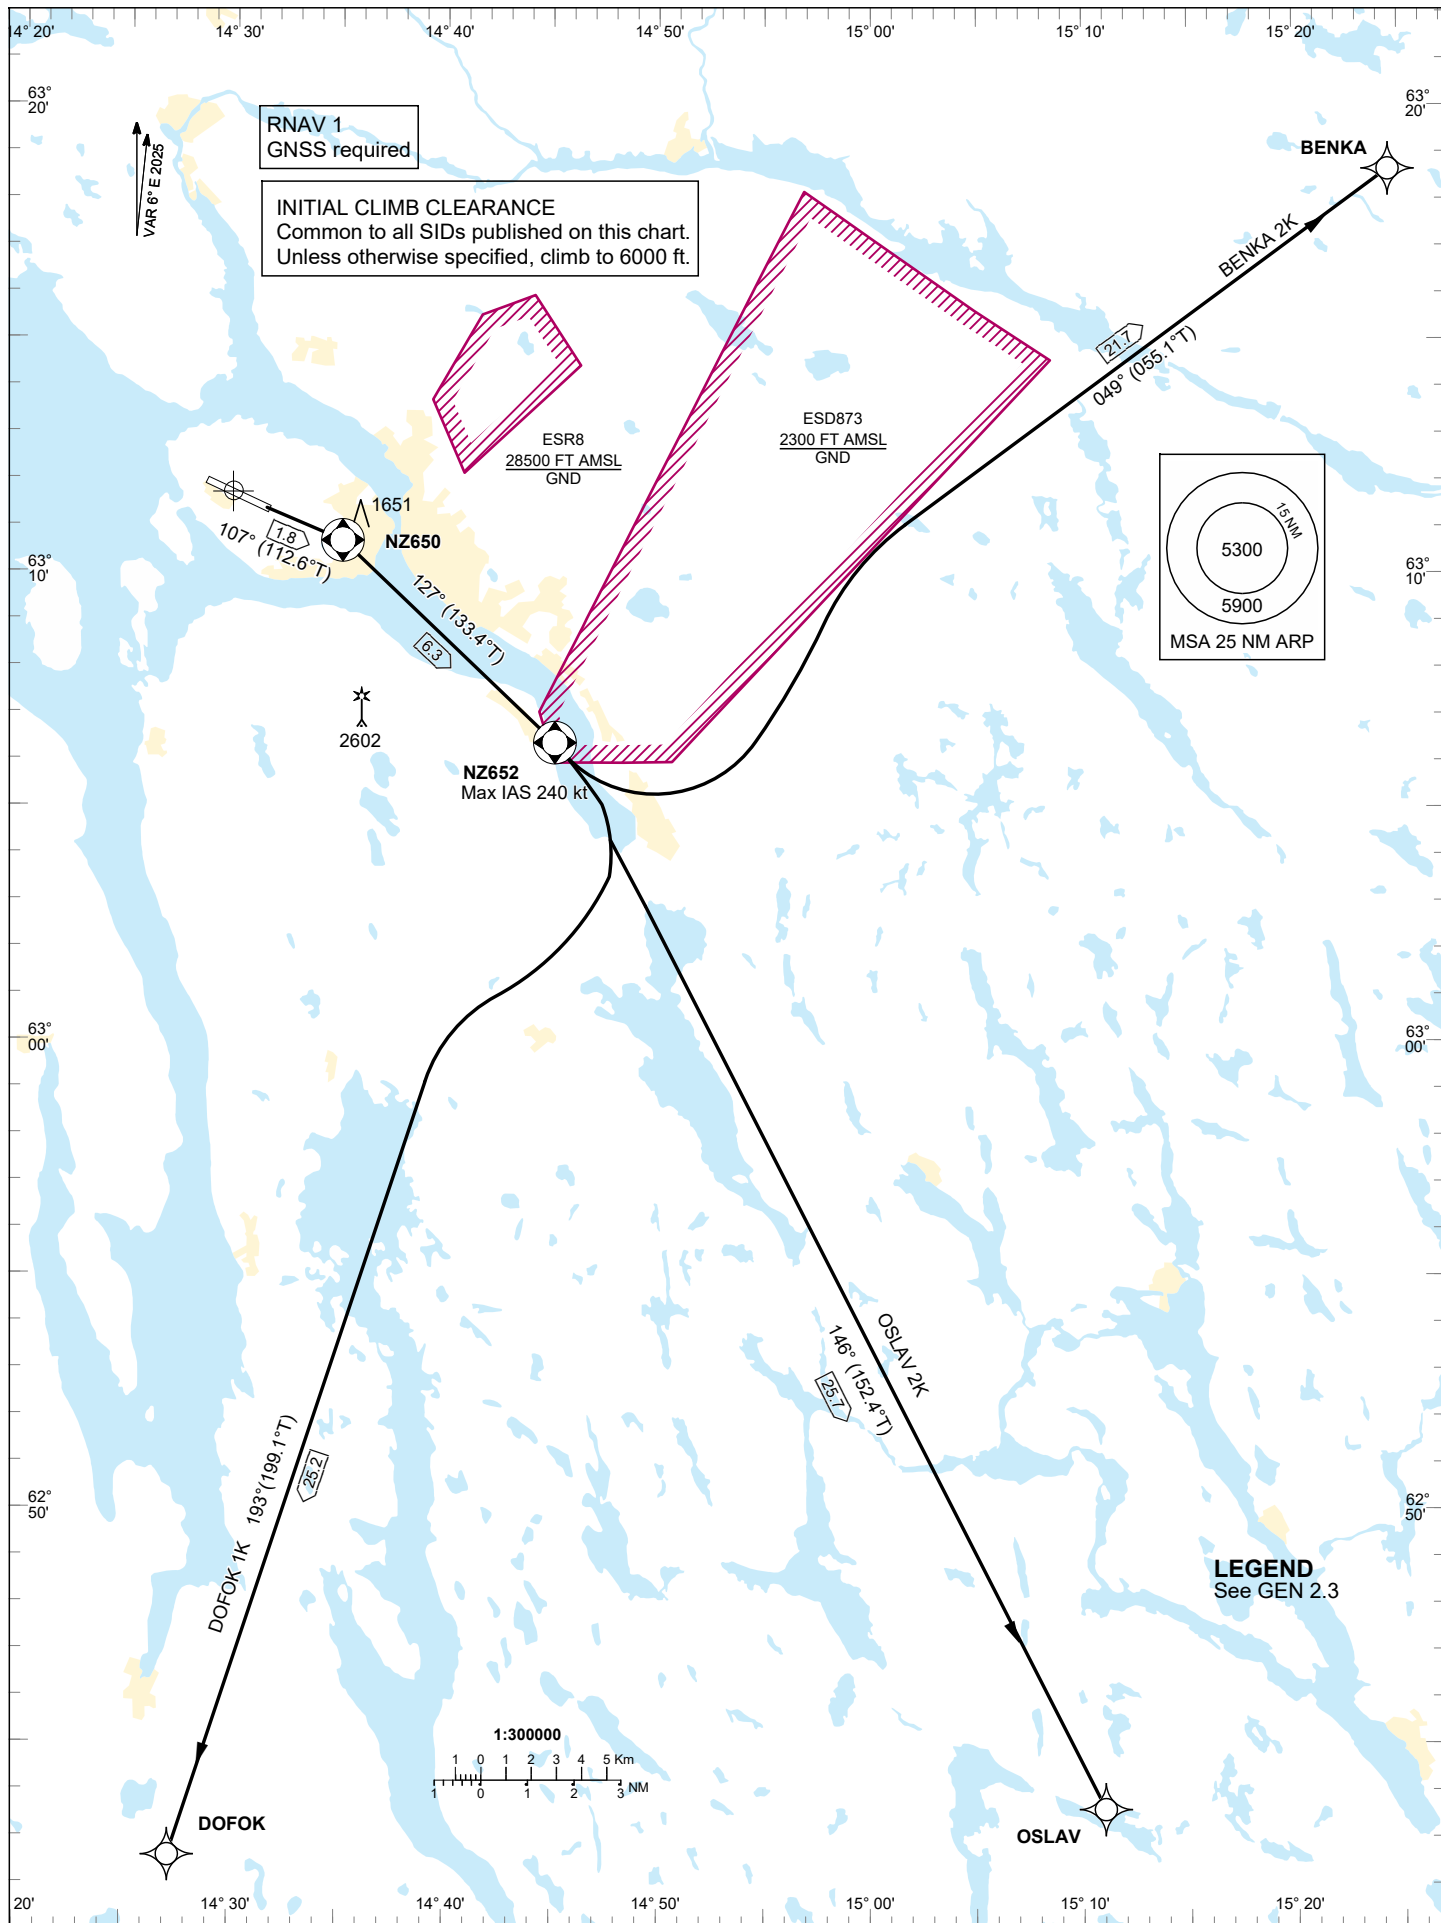 14° 20'
14° 30'
14° 40'
14° 50'
15° 00'
15° 10'
15° 20'
63°
20'
63°
20'
VAR 6° E 2025
RNAV 1
GNSS required
BENKA
INITIAL CLIMB CLEARANCE
Common to all SIDs published on this chart.
Unless otherwise specified, climb to 6000 ft.
BENKA 2K
21.7
049° (055.1°T)
ESR8
28500 FT AMSL
GND
ESD873
2300 FT AMSL
GND
1651
1.8
107° (112.6°T)
NZ650
15 NM
5300
5900
MSA 25 NM ARP
63°
10'
63°
10'
127° (133.4°T)
6.3
2602
NZ652
Max IAS 240 kt
63°
00'
63°
00'
OSLAV 2K
146° (152.4°T)
25.7
DOFOK 1K 193°(199.1°T)
25.2
62°
50'
62°
50'
LEGEND
See GEN 2.3
1:300000
1 0 1 2 3 4 5 Km
1 0 1 2 3 NM
DOFOK
OSLAV
20'
14° 30'
14° 40'
14° 50'
15° 00'
15° 10'
15° 20'